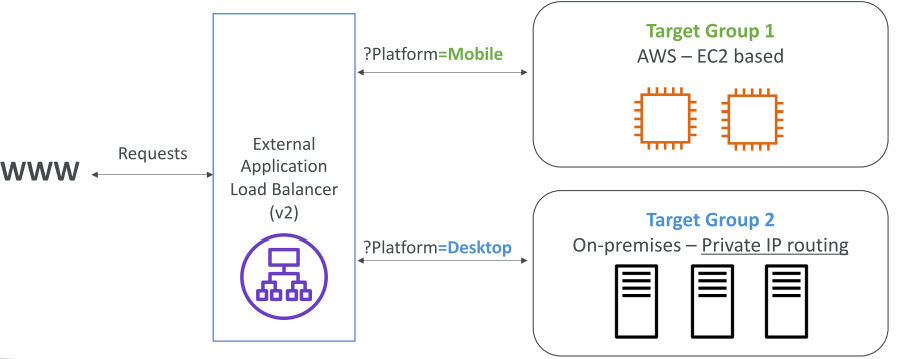 WWW
Requests
External
Application
Load Balancer
(v2)
?Platform=Mobile
Target Group 1
AWS – EC2 based
?Platform=Desktop
Target Group 2
On-premises – Private IP routing